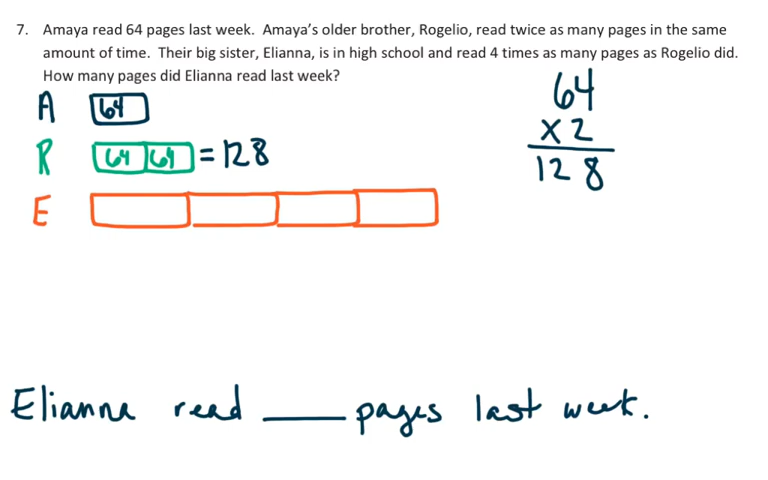 7. Amaya read 64 pages last week. Amaya's older brother, Rogelio, read twice as many pages in the same
amount of time. Their big sister, Elianna, is in high school and read 4 times as many pages as Rogelio did.
How many pages did Elianna read last week?
A 64
R 64 64 = 128
E
64
x 2
128
Elianna read ___ pages last week.